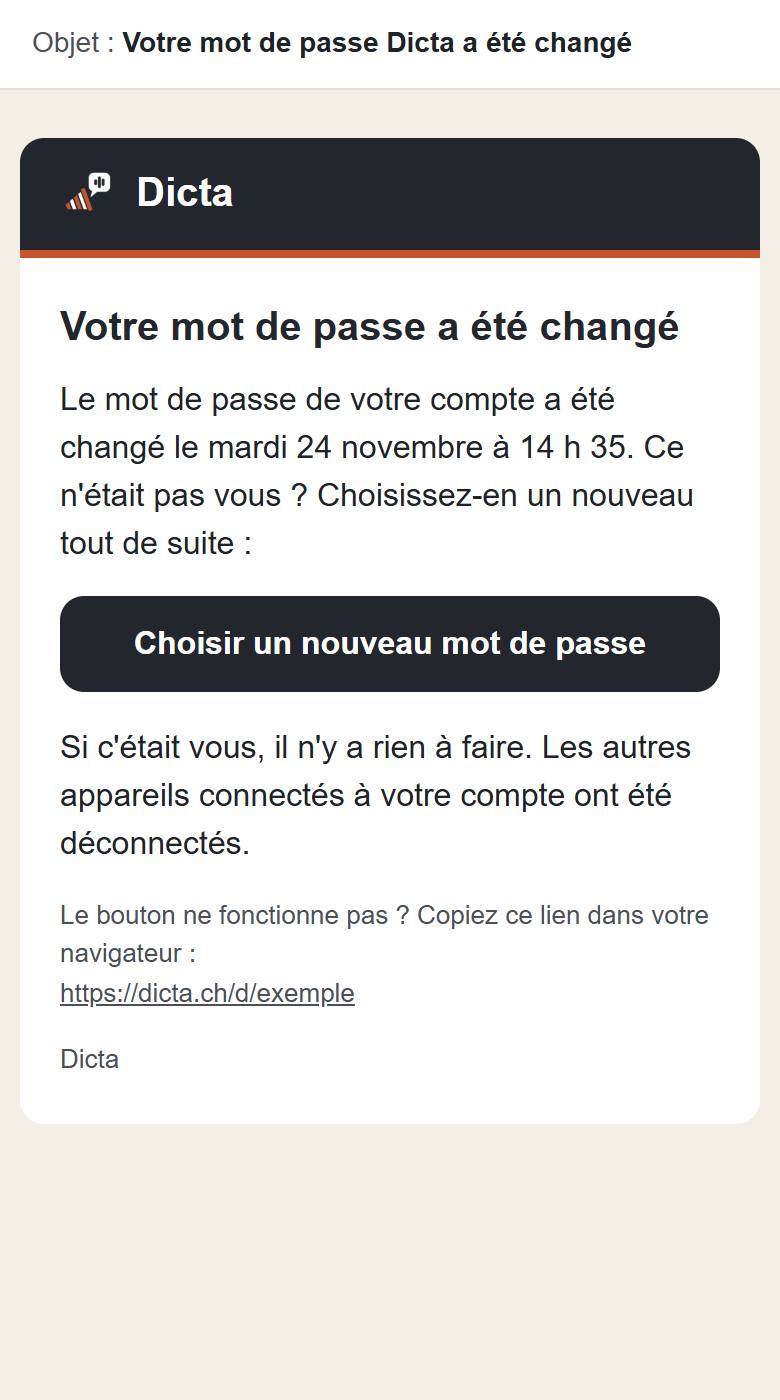 Objet : Votre mot de passe Dicta a été changé
Dicta
Votre mot de passe a été changé
Le mot de passe de votre compte a été
changé le mardi 24 novembre à 14 h 35. Ce
n'était pas vous ? Choisissez-en un nouveau
tout de suite :
Choisir un nouveau mot de passe
Si c'était vous, il n'y a rien à faire. Les autres
appareils connectés à votre compte ont été
déconnectés.
Le bouton ne fonctionne pas ? Copiez ce lien dans votre
navigateur :
https://dicta.ch/d/exemple
Dicta